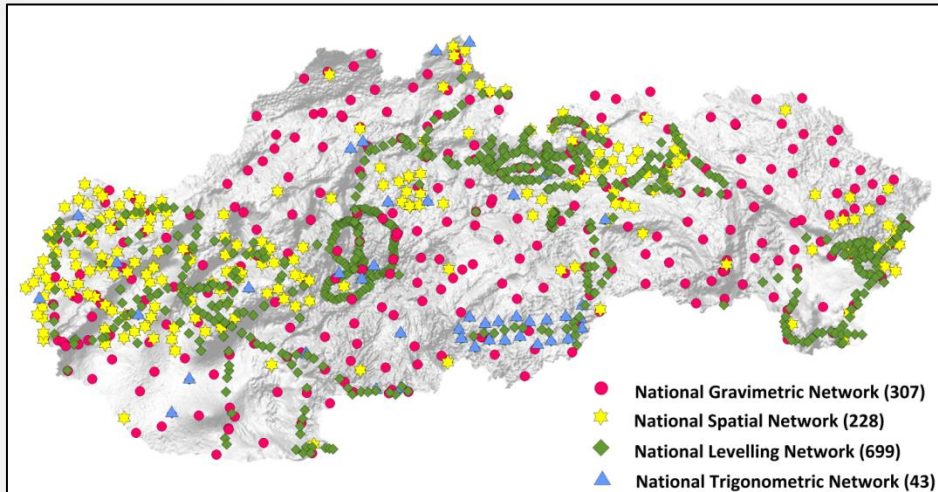 National Gravimetric Network (307)
National Spatial Network (228)
National Levelling Network (699)
National Trigonometric Network (43)